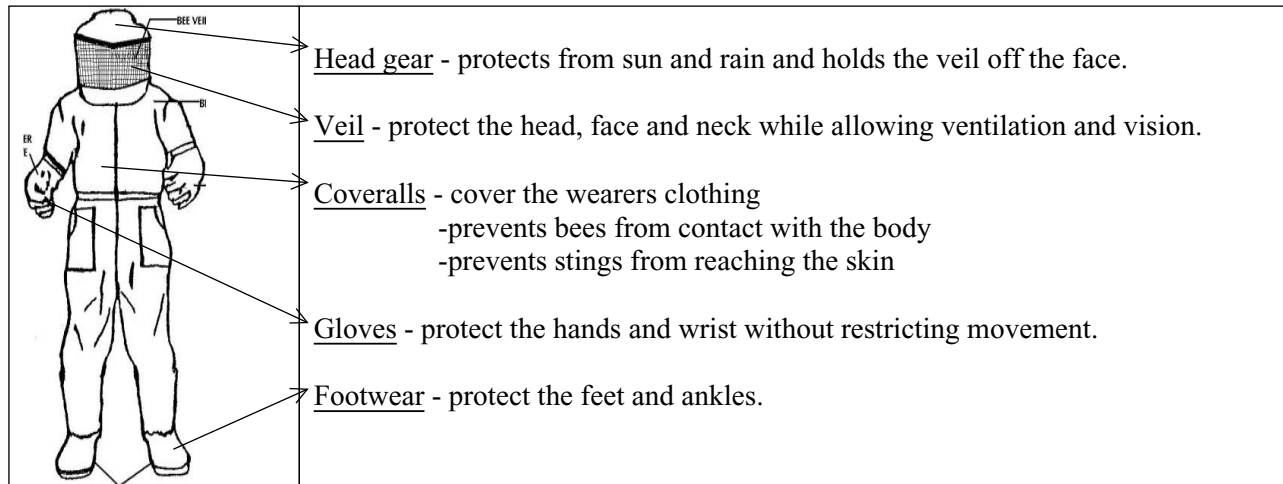 BEE VEIL
Head gear - protects from sun and rain and holds the veil off the face.
BI
Veil - protect the head, face and neck while allowing ventilation and vision.
ER
E
Coveralls - cover the wearers clothing
-prevents bees from contact with the body
-prevents stings from reaching the skin
Gloves - protect the hands and wrist without restricting movement.
Footwear - protect the feet and ankles.